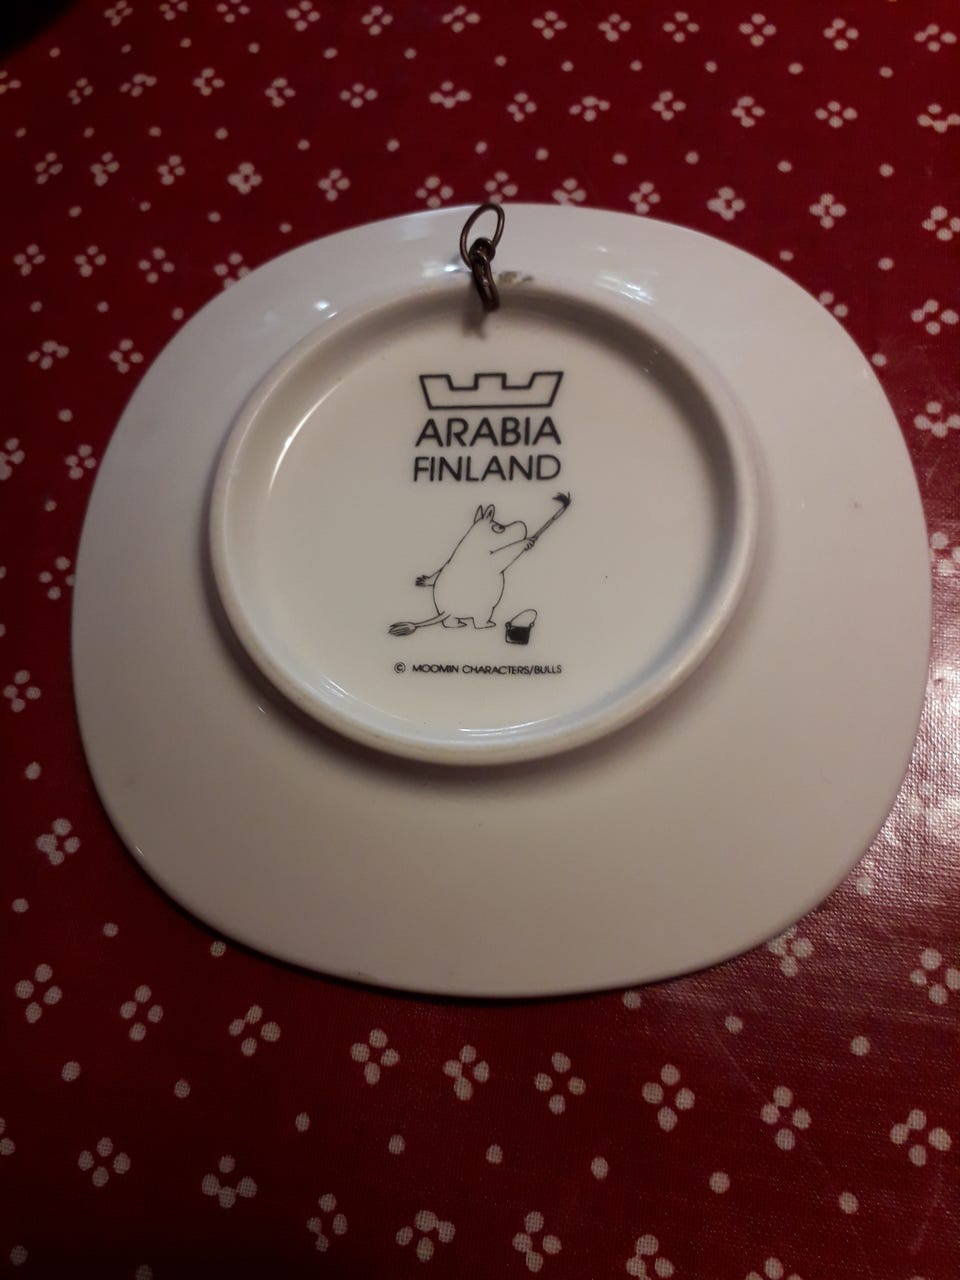 ARABIA
FINLAND
© MOOMIN CHARACTERS/BULLS